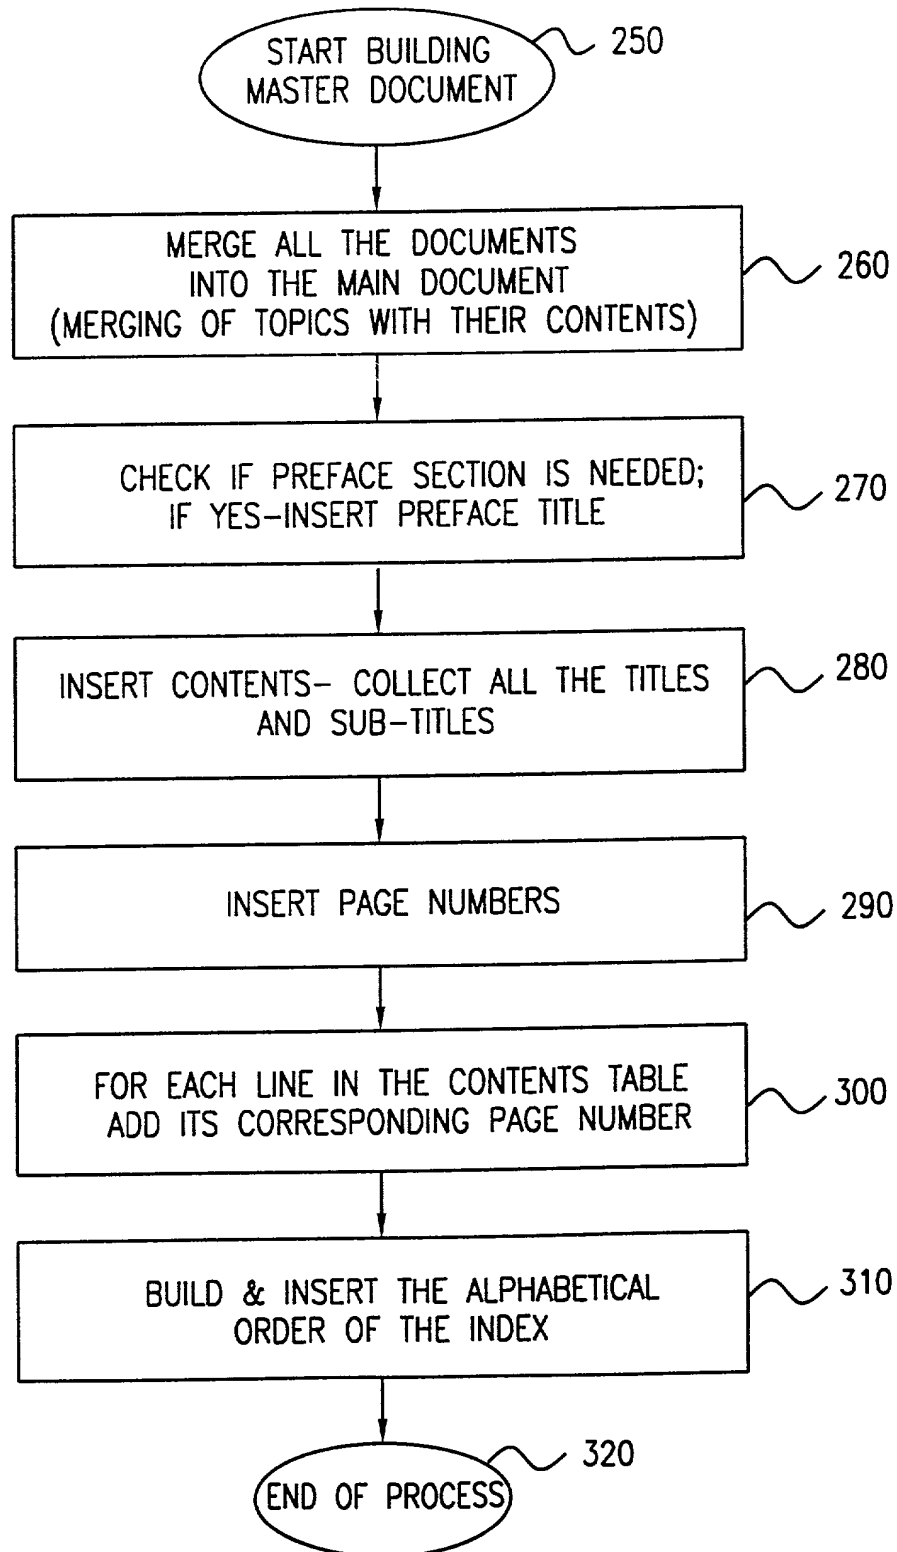 START BUILDING
MASTER DOCUMENT
250
MERGE ALL THE DOCUMENTS
INTO THE MAIN DOCUMENT
(MERGING OF TOPICS WITH THEIR CONTENTS)
260
CHECK IF PREFACE SECTION IS NEEDED;
IF YES-INSERT PREFACE TITLE
270
INSERT CONTENTS- COLLECT ALL THE TITLES
AND SUB-TITLES
280
INSERT PAGE NUMBERS
290
FOR EACH LINE IN THE CONTENTS TABLE
ADD ITS CORRESPONDING PAGE NUMBER
300
BUILD & INSERT THE ALPHABETICAL
ORDER OF THE INDEX
310
END OF PROCESS
320